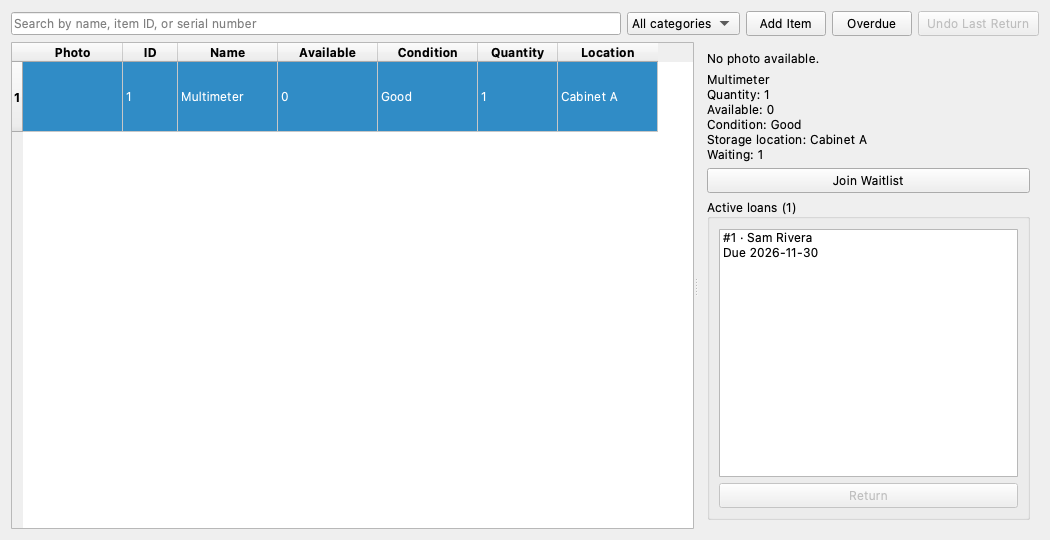 Search by name, item ID, or serial number
All categories
Add Item
Overdue
Undo Last Return
Photo ID Name Available Condition Quantity Location
1 1 Multimeter 0 Good 1 Cabinet A
No photo available.
Multimeter
Quantity: 1
Available: 0
Condition: Good
Storage location: Cabinet A
Waiting: 1
Join Waitlist
Active loans (1)
#1 · Sam Rivera
Due 2026-11-30
Return